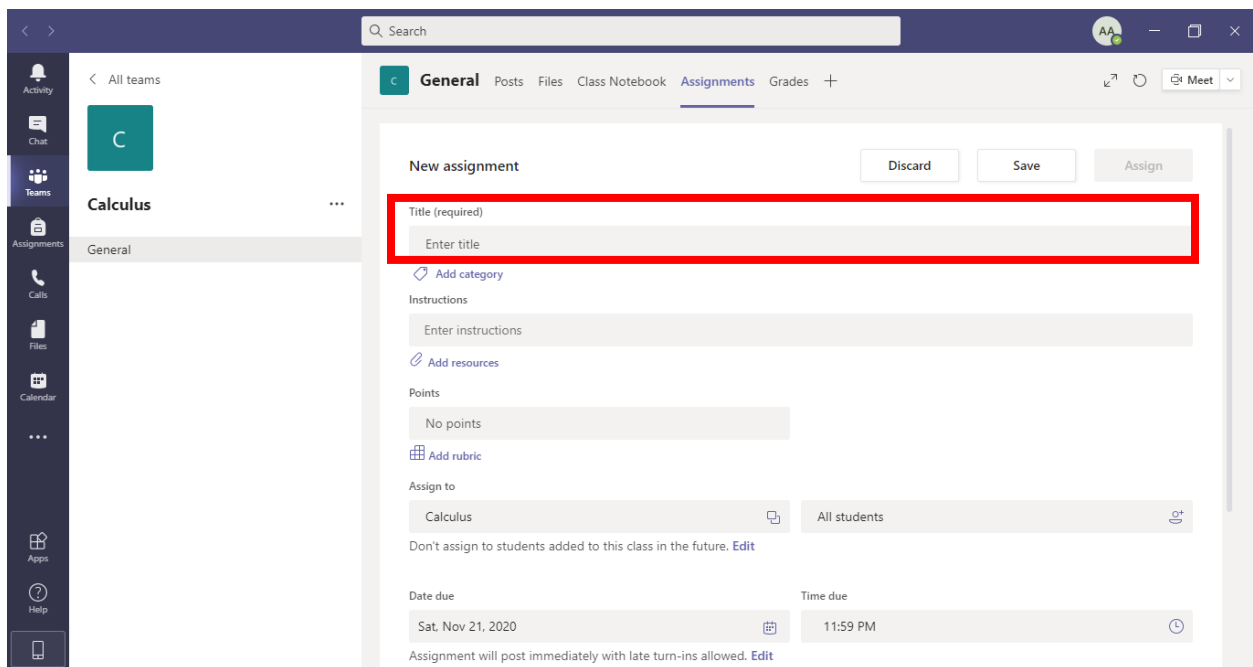 Search
AA
Activity
Chat
Teams
Assignments
Calls
Files
Calendar
Apps
Help
All teams
C
Calculus
General
C General Posts Files Class Notebook Assignments Grades
Meet
New assignment
Discard Save Assign
Title (required)
Enter title
Add category
Instructions
Enter instructions
Add resources
Points
No points
Add rubric
Assign to
Calculus All students
Don't assign to students added to this class in the future. Edit
Date due Time due
Sat, Nov 21, 2020 11:59 PM
Assignment will post immediately with late turn-ins allowed. Edit